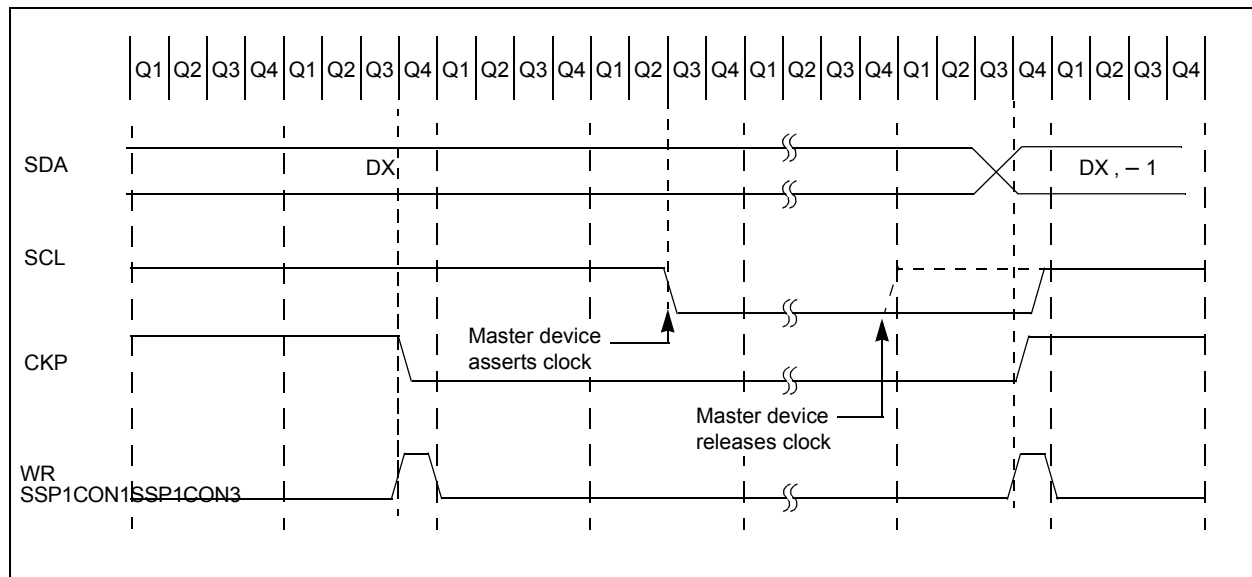 Q1 Q2 Q3 Q4 Q1 Q2 Q3 Q4 Q1 Q2 Q3 Q4 Q1 Q2 Q3 Q4 Q1 Q2 Q3 Q4 Q1 Q2 Q3 Q4 Q1 Q2 Q3 Q4
SDA
DX
DX , – 1
SCL
Master device
asserts clock
CKP
Master device
releases clock
WR
SSP1CON1SSP1CON3